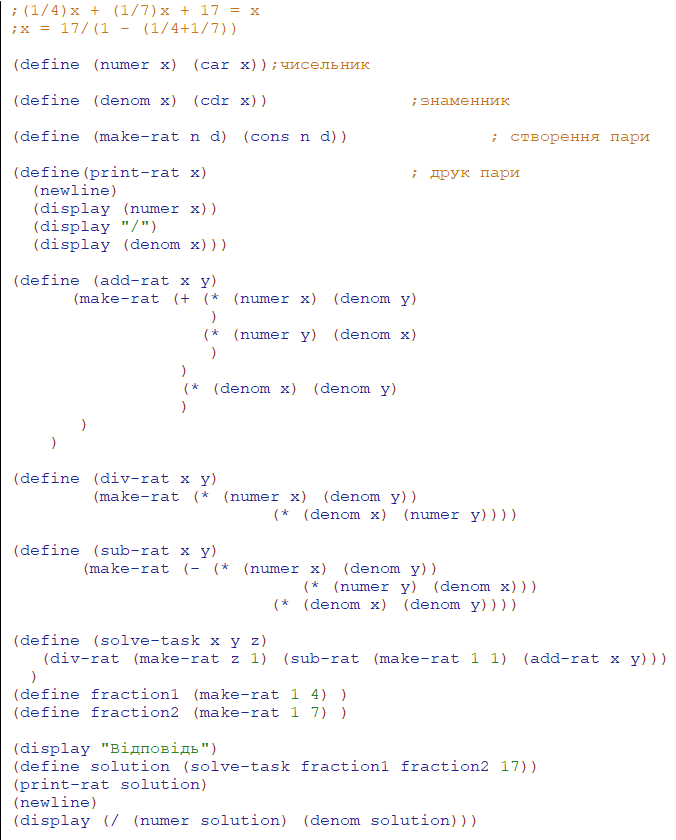 ;(1/4)x + (1/7)x + 17 = x
;x = 17/(1 - (1/4+1/7))
(define (numer x) (car x));чисельник
(define (denom x) (cdr x)) ;знаменник
(define (make-rat n d) (cons n d)) ; створення пари
(define(print-rat x) ; друк пари
(newline)
(display (numer x))
(display "/")
(display (denom x)))
(define (add-rat x y)
(make-rat (+ (* (numer x) (denom y)
)
(* (numer y) (denom x)
)
)
(* (denom x) (denom y)
)
)
)
(define (div-rat x y)
(make-rat (* (numer x) (denom y))
(* (denom x) (numer y))))
(define (sub-rat x y)
(make-rat (- (* (numer x) (denom y))
(* (numer y) (denom x)))
(* (denom x) (denom y))))
(define (solve-task x y z)
(div-rat (make-rat z 1) (sub-rat (make-rat 1 1) (add-rat x y)))
)
(define fraction1 (make-rat 1 4) )
(define fraction2 (make-rat 1 7) )
(display "Відповідь")
(define solution (solve-task fraction1 fraction2 17))
(print-rat solution)
(newline)
(display (/ (numer solution) (denom solution)))